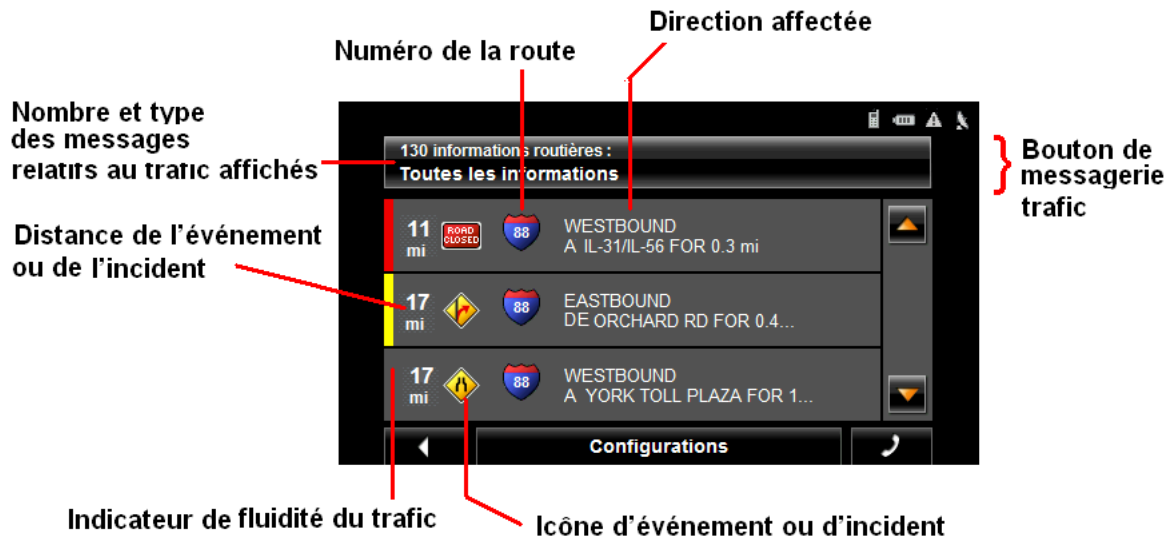 Direction affectée
Numéro de la route
Nombre et type
des messages
relatifs au trafic affichés
130 informations routières :
Toutes les informations
Bouton de
messagerie
trafic
Distance de l'événement
ou de l'incident
11
mi
ROAD
CLOSED
88
WESTBOUND
A IL-31/IL-56 FOR 0.3 mi
17
mi
88
EASTBOUND
DE ORCHARD RD FOR 0.4...
17
mi
88
WESTBOUND
A YORK TOLL PLAZA FOR 1...
Configurations
Indicateur de fluidité du trafic
Icône d'événement ou d'incident